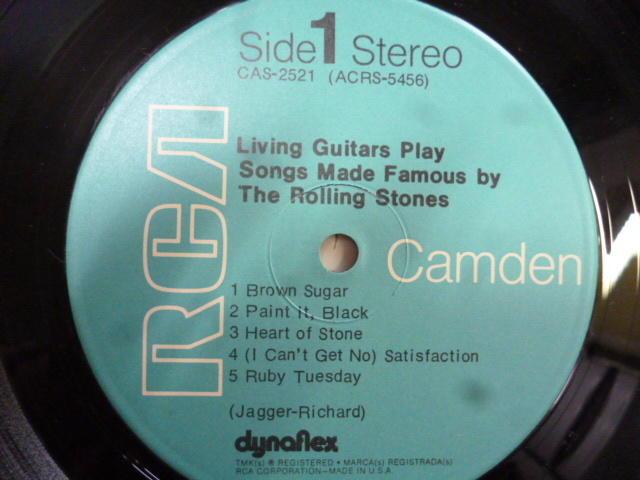 Side 1 Stereo
CAS-2521 (ACRS-5456)
RCA
Living Guitars Play
Songs Made Famous by
The Rolling Stones
Camden
1 Brown Sugar
2 Paint it, Black
3 Heart of Stone
4 (I Can't Get No) Satisfaction
5 Ruby Tuesday
(Jagger-Richard)
dynaflex
TMK(s) ® REGISTERED • MARCA(s) REGISTRADA(s)
RCA CORPORATION—MADE IN U.S.A.